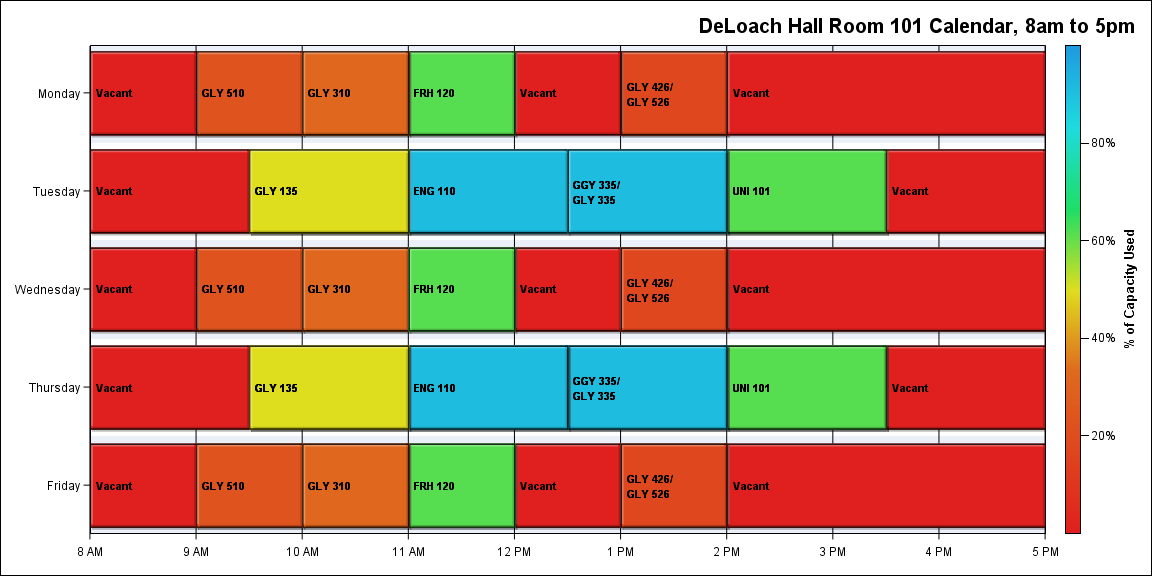 DeLoach Hall Room 101 Calendar, 8am to 5pm
Monday
Vacant
GLY 510
GLY 310
FRH 120
Vacant
GLY 426/
GLY 526
Vacant
Tuesday
Vacant
GLY 135
ENG 110
GGY 335/
GLY 335
UNI 101
Vacant
Wednesday
Vacant
GLY 510
GLY 310
FRH 120
Vacant
GLY 426/
GLY 526
Vacant
Thursday
Vacant
GLY 135
ENG 110
GGY 335/
GLY 335
UNI 101
Vacant
Friday
Vacant
GLY 510
GLY 310
FRH 120
Vacant
GLY 426/
GLY 526
Vacant
8 AM
9 AM
10 AM
11 AM
12 PM
1 PM
2 PM
3 PM
4 PM
5 PM
80%
60%
40%
20%
% of Capacity Used